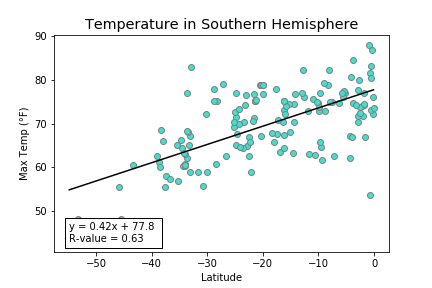 Temperature in Southern Hemisphere
Max Temp (°F)
90
80
70
60
50
y = 0.42x + 77.8
R-value = 0.63
−50 −40 −30 −20 −10 0
Latitude